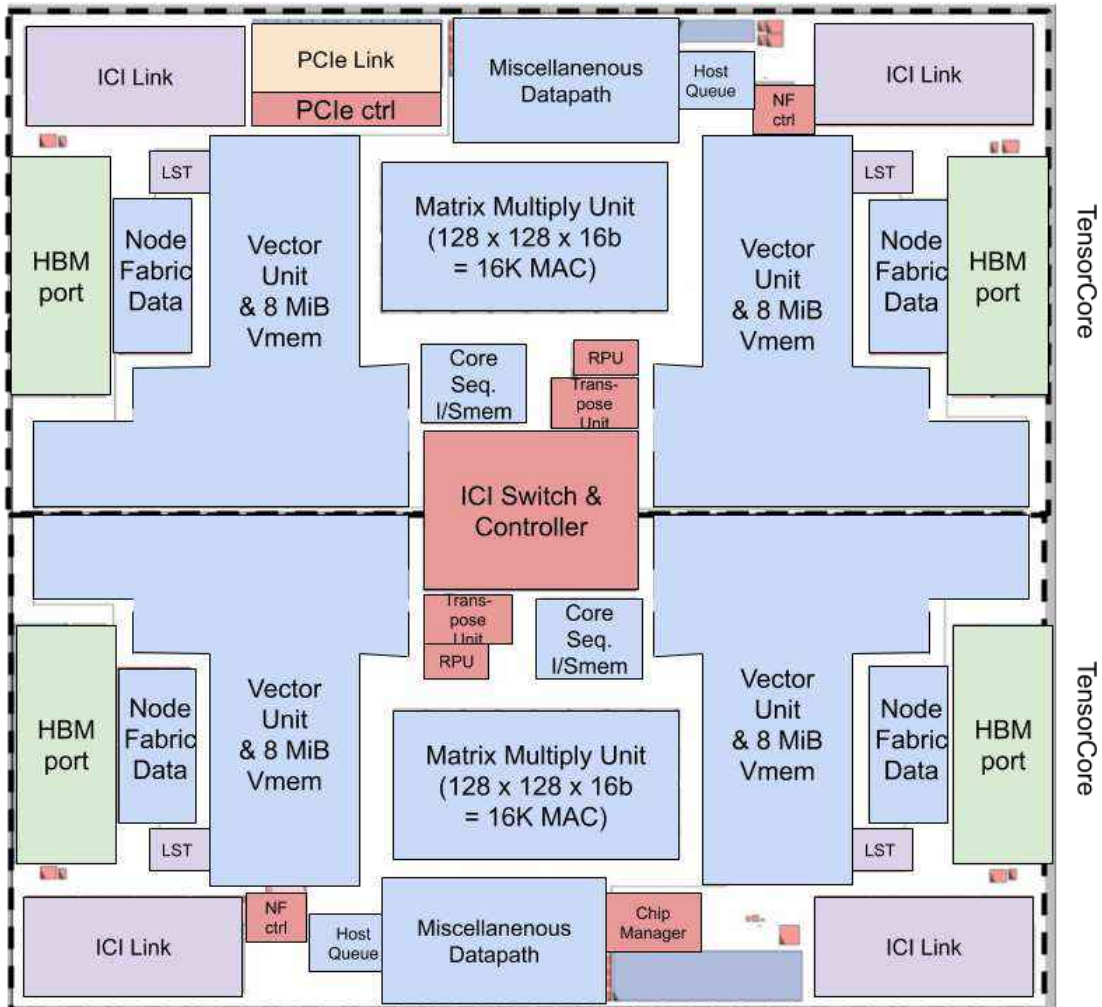 ICI Link
PCIe Link
PCIe ctrl
Miscellanenous
Datapath
Host
Queue
NF
ctrl
ICI Link
LST
LST
HBM
port
Node
Fabric
Data
Vector
Unit
& 8 MiB
Vmem
Matrix Multiply Unit
(128 x 128 x 16b
= 16K MAC)
Vector
Unit
& 8 MiB
Vmem
Node
Fabric
Data
HBM
port
TensorCore
Core
Seq.
I/Smem
RPU
Trans-
pose
Unit
ICI Switch &
Controller
Trans-
pose
Unit
RPU
Core
Seq.
I/Smem
HBM
port
Node
Fabric
Data
Vector
Unit
& 8 MiB
Vmem
Matrix Multiply Unit
(128 x 128 x 16b
= 16K MAC)
Vector
Unit
& 8 MiB
Vmem
Node
Fabric
Data
HBM
port
TensorCore
LST
LST
ICI Link
NF
ctrl
Host
Queue
Miscellanenous
Datapath
Chip
Manager
ICI Link